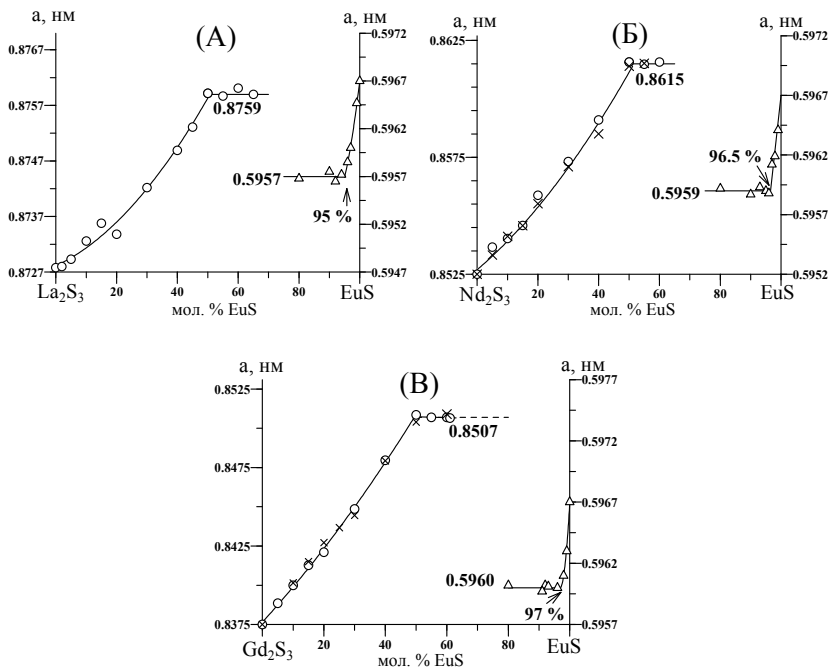 a, нм
(А)
a, нм
0.8767
0.8757
0.8747
0.8737
0.8727
0.8759
0.5957
95 %
0.5972
0.5967
0.5962
0.5957
0.5952
0.5947
La₂S₃
20
40
60
80
EuS
мол. % EuS
a, нм
(Б)
a, нм
0.8625
0.8575
0.8525
0.8615
96.5 %
0.5959
0.5972
0.5967
0.5962
0.5957
0.5952
Nd₂S₃
20
40
60
80
EuS
мол. % EuS
a, нм
(В)
a, нм
0.8525
0.8475
0.8425
0.8375
0.8507
0.5960
97 %
0.5977
0.5972
0.5967
0.5962
0.5957
Gd₂S₃
20
40
60
80
EuS
мол. % EuS